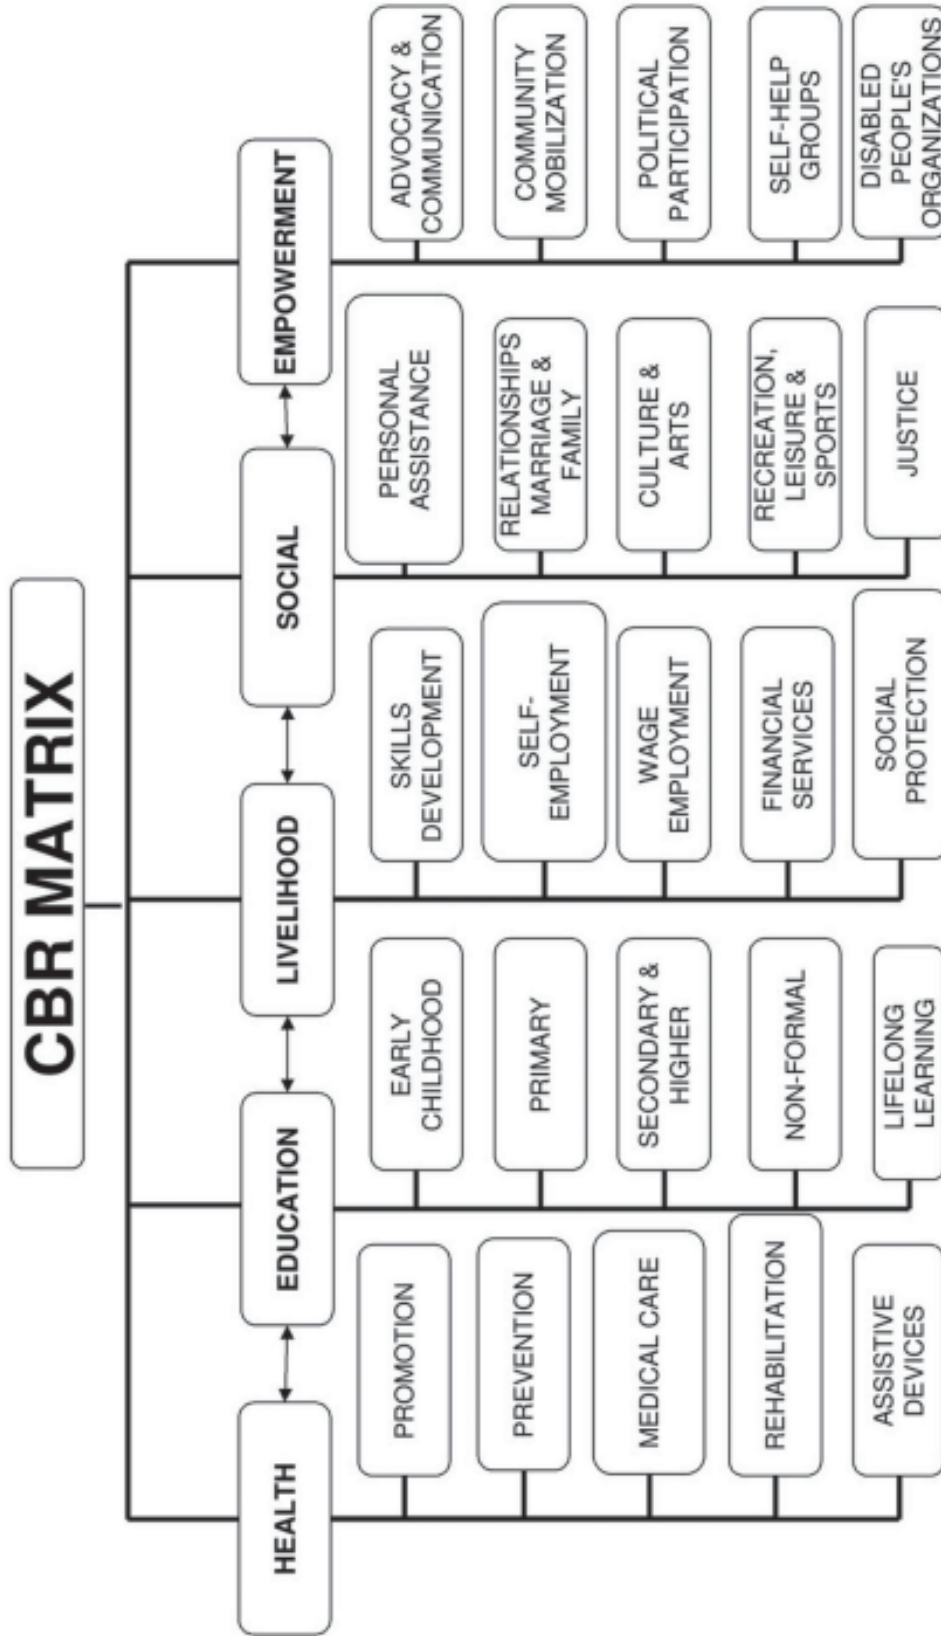 CBR MATRIX
HEALTH
EDUCATION
LIVELIHOOD
SOCIAL
EMPOWERMENT
PROMOTION
PREVENTION
MEDICAL CARE
REHABILITATION
ASSISTIVE
DEVICES
EARLY
CHILDHOOD
PRIMARY
SECONDARY &
HIGHER
NON-FORMAL
LIFELONG
LEARNING
SKILLS
DEVELOPMENT
SELF-
EMPLOYMENT
WAGE
EMPLOYMENT
FINANCIAL
SERVICES
SOCIAL
PROTECTION
PERSONAL
ASSISTANCE
RELATIONSHIPS
MARRIAGE &
FAMILY
CULTURE &
ARTS
RECREATION,
LEISURE &
SPORTS
JUSTICE
ADVOCACY &
COMMUNICATION
COMMUNITY
MOBILIZATION
POLITICAL
PARTICIPATION
SELF-HELP
GROUPS
DISABLED
PEOPLE'S
ORGANIZATIONS